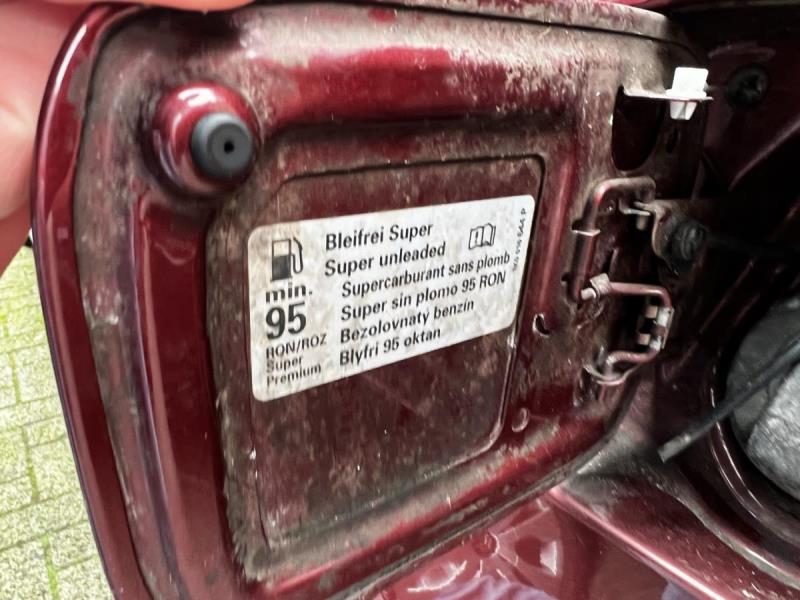 min.
95
RON/ROZ
Super
Premium
Bleifrei Super
Super unleaded
Supercarburant sans plomb
Super sin plomo 95 RON
Bezolovnatý benzin
Blyfri 95 oktan